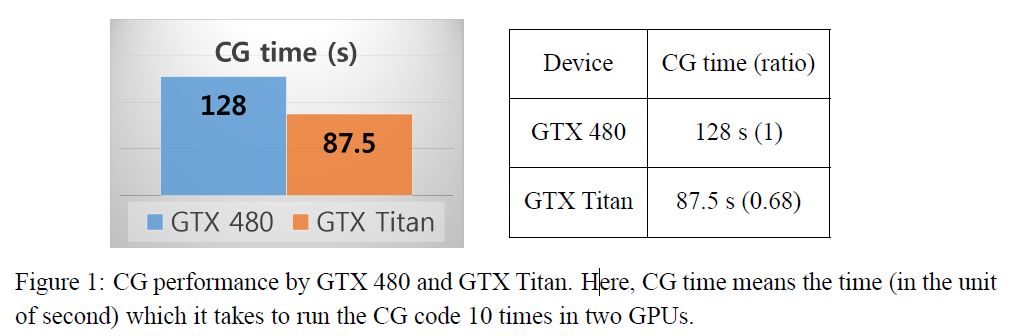 CG time (s)
128
87.5
GTX 480 GTX Titan
Device CG time (ratio)
GTX 480 128 s (1)
GTX Titan 87.5 s (0.68)
Figure 1: CG performance by GTX 480 and GTX Titan. Here, CG time means the time (in the unit
of second) which it takes to run the CG code 10 times in two GPUs.